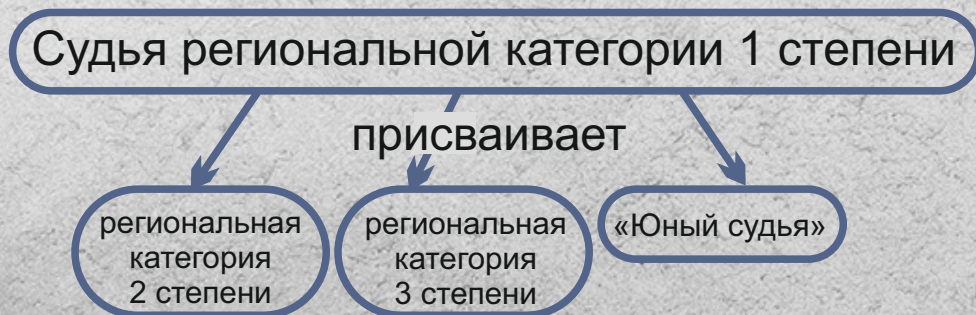 Судья региональной категории 1 степени
присваивает
региональная
категория
2 степени
региональная
категория
3 степени
«Юный судья»